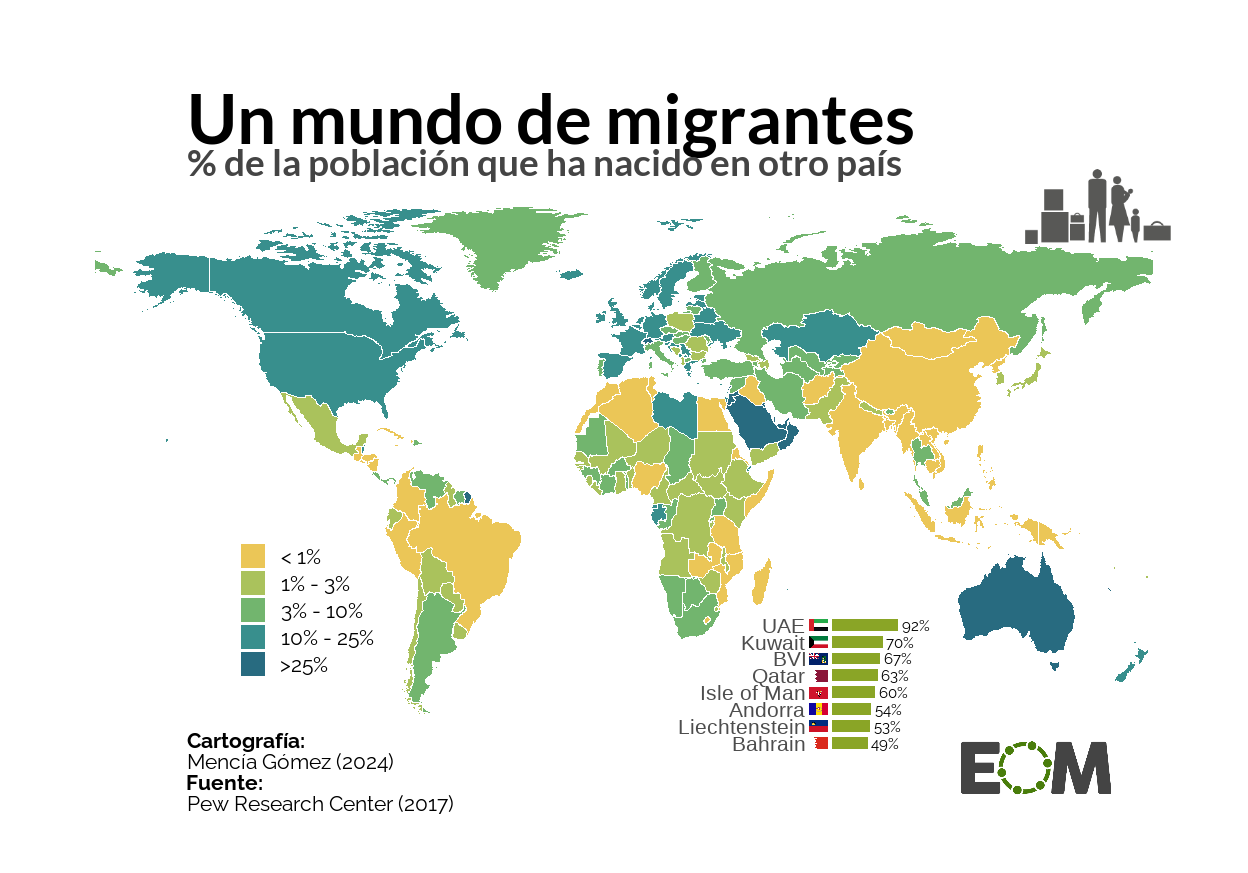 Un mundo de migrantes
% de la población que ha nacido en otro país
< 1%
1% - 3%
3% - 10%
10% - 25%
>25%
UAE 92%
Kuwait 70%
BVI 67%
Qatar 63%
Isle of Man 60%
Andorra 54%
Liechtenstein 53%
Bahrain 49%
Cartografía:
Mencía Gómez (2024)
Fuente:
Pew Research Center (2017)
EOM